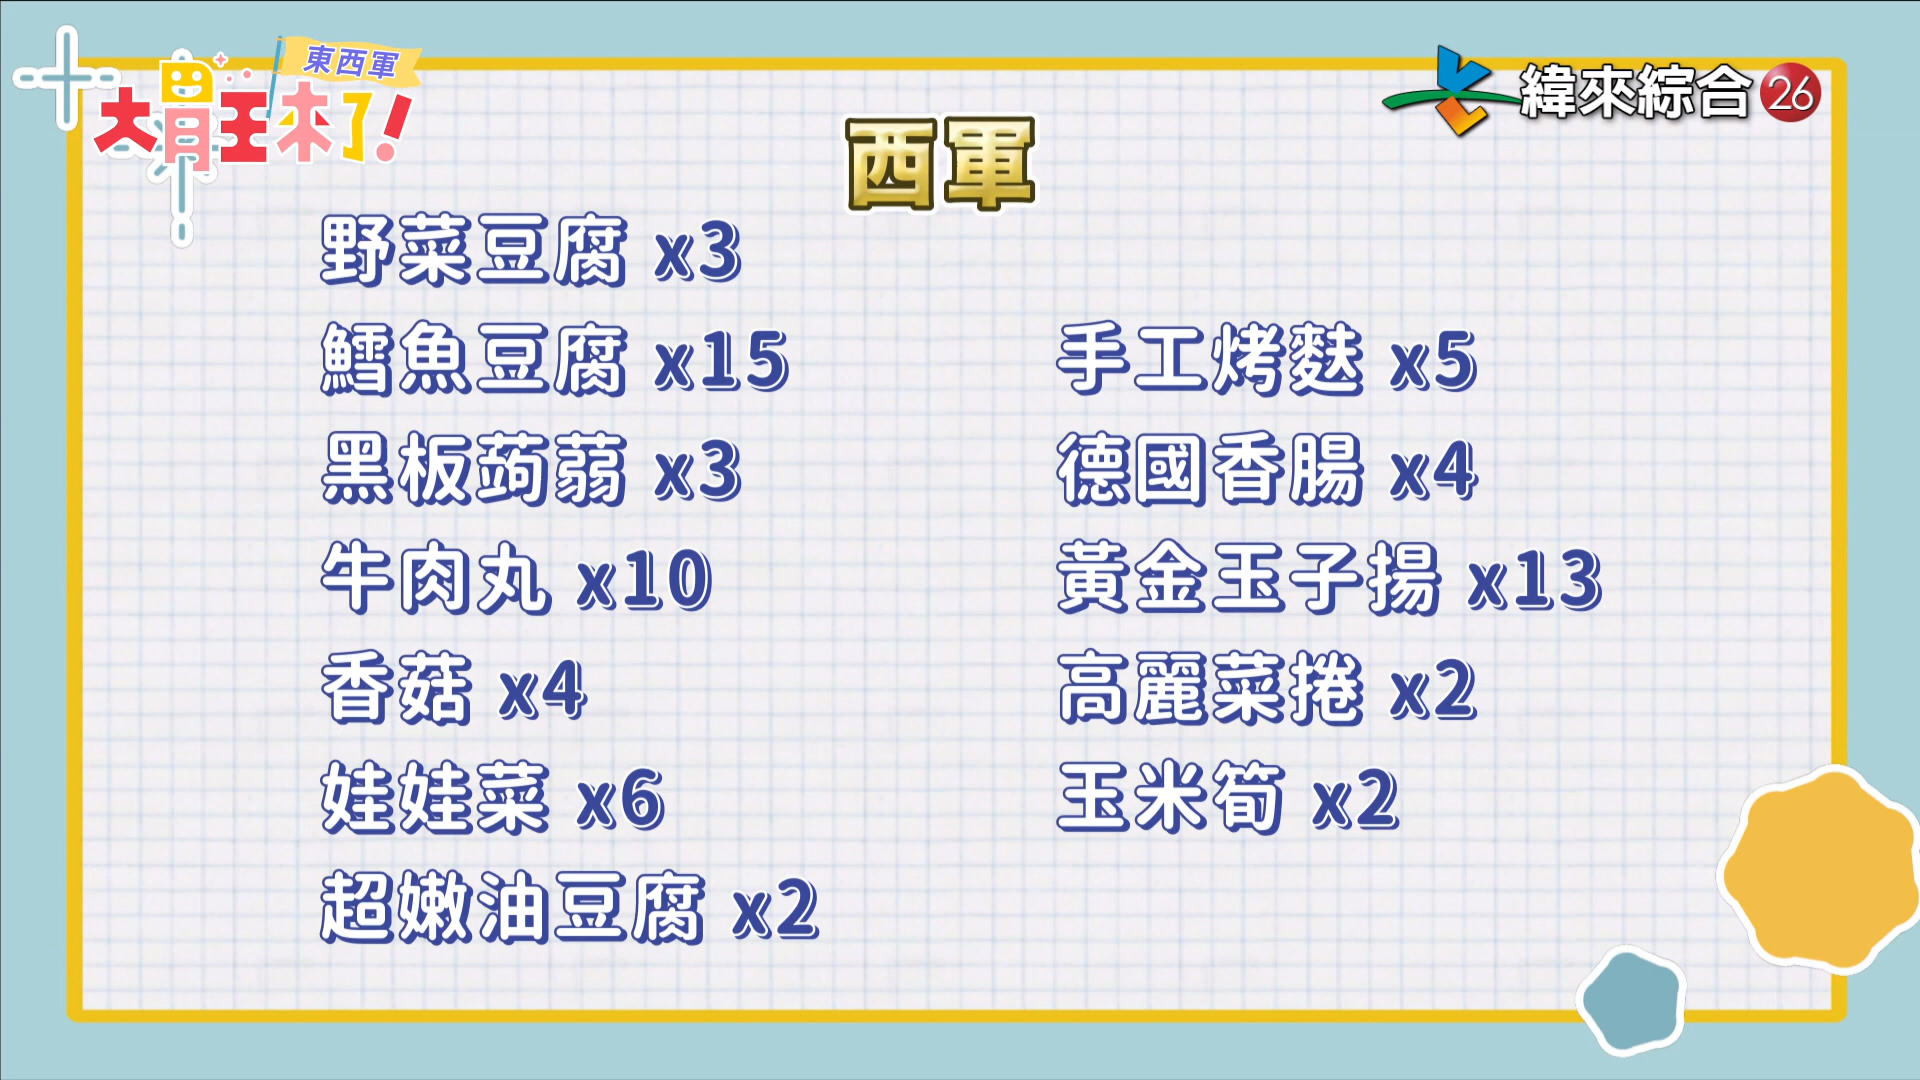 東西軍
大胃王來了!
緯來綜合26
西軍
野菜豆腐 x3
鱈魚豆腐 x15
黑板蒟蒻 x3
牛肉丸 x10
香菇 x4
娃娃菜 x6
超嫩油豆腐 x2
手工烤麩 x5
德國香腸 x4
黃金玉子揚 x13
高麗菜捲 x2
玉米筍 x2